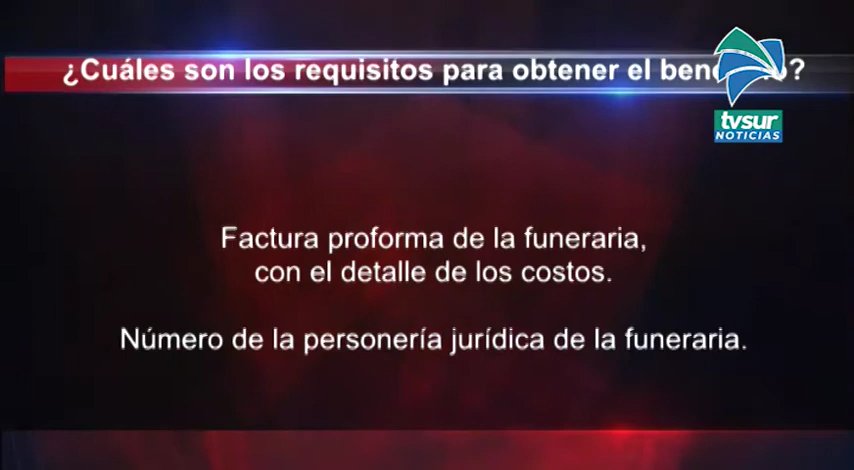 ¿Cuáles son los requisitos para obtener el
tvsur
NOTICIAS
Factura proforma de la funeraria,
con el detalle de los costos.
Número de la personería jurídica de la funeraria.